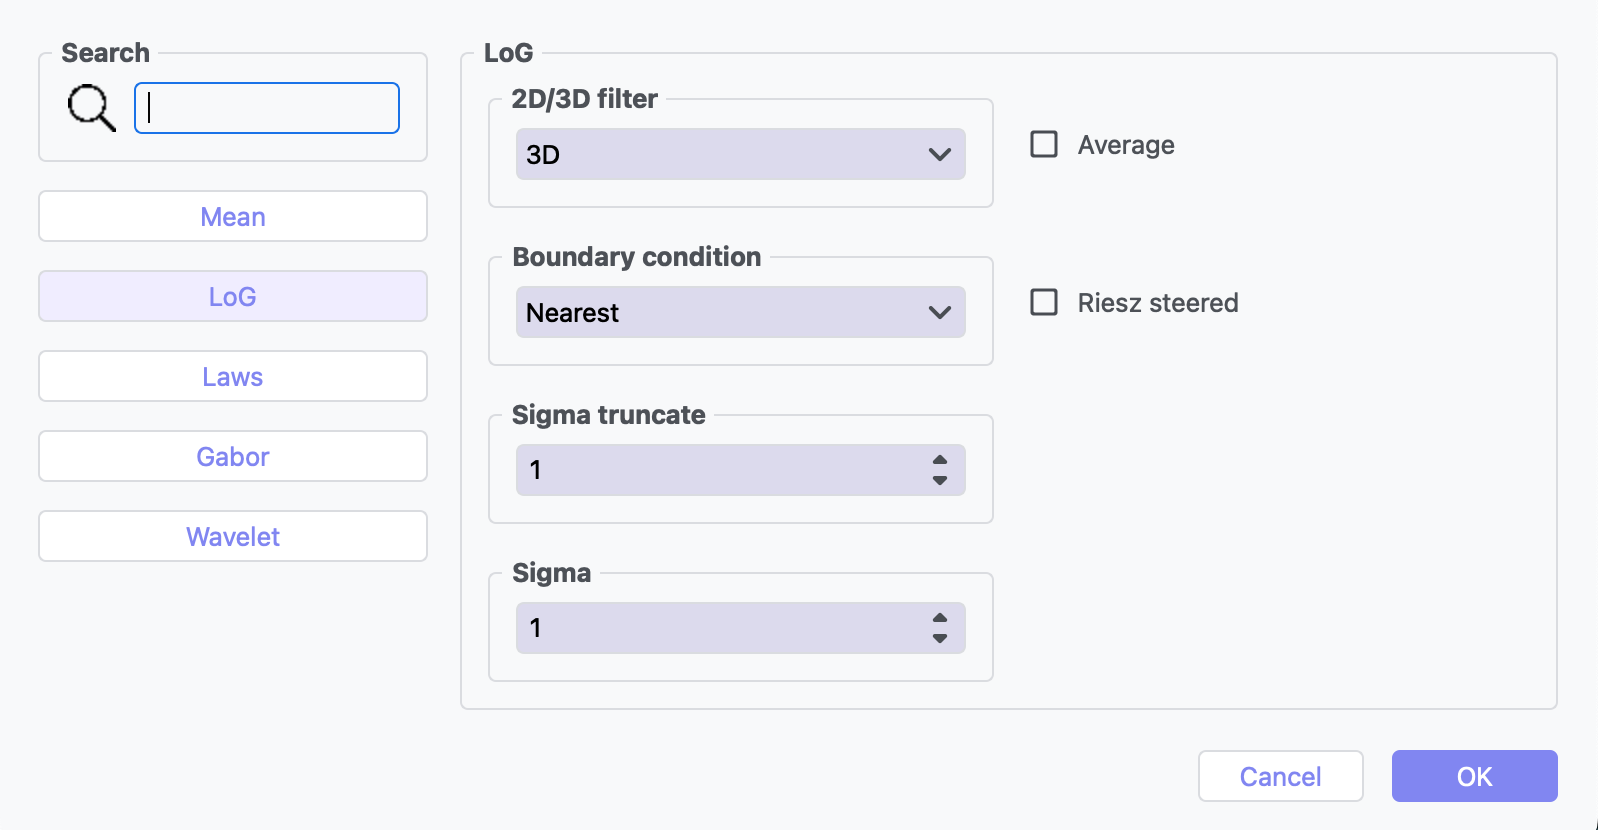 Search
Mean
LoG
Laws
Gabor
Wavelet
LoG
2D/3D filter
3D
Average
Boundary condition
Nearest
Riesz steered
Sigma truncate
1
Sigma
1
Cancel
OK